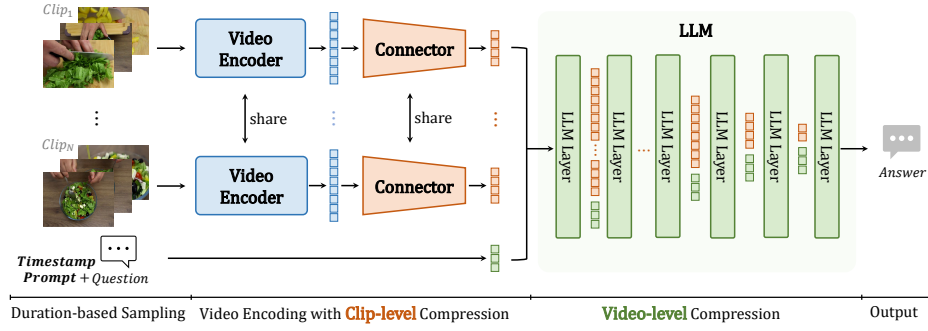 Clip₁
Video
Encoder
Connector
share
share
Clip_N
Video
Encoder
Connector
Timestamp
Prompt + Question
LLM
LLM Layer
LLM Layer
LLM Layer
LLM Layer
LLM Layer
LLM Layer
Answer
Duration-based Sampling
Video Encoding with Clip-level Compression
Video-level Compression
Output